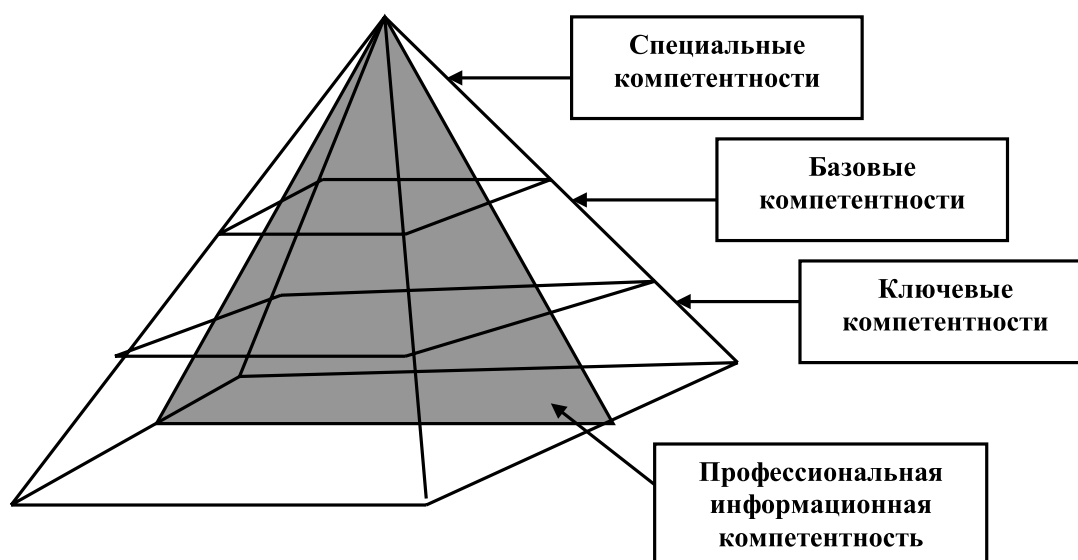 Специальные
компетентности
Базовые
компетентности
Ключевые
компетентности
Профессиональная
информационная
компетентность